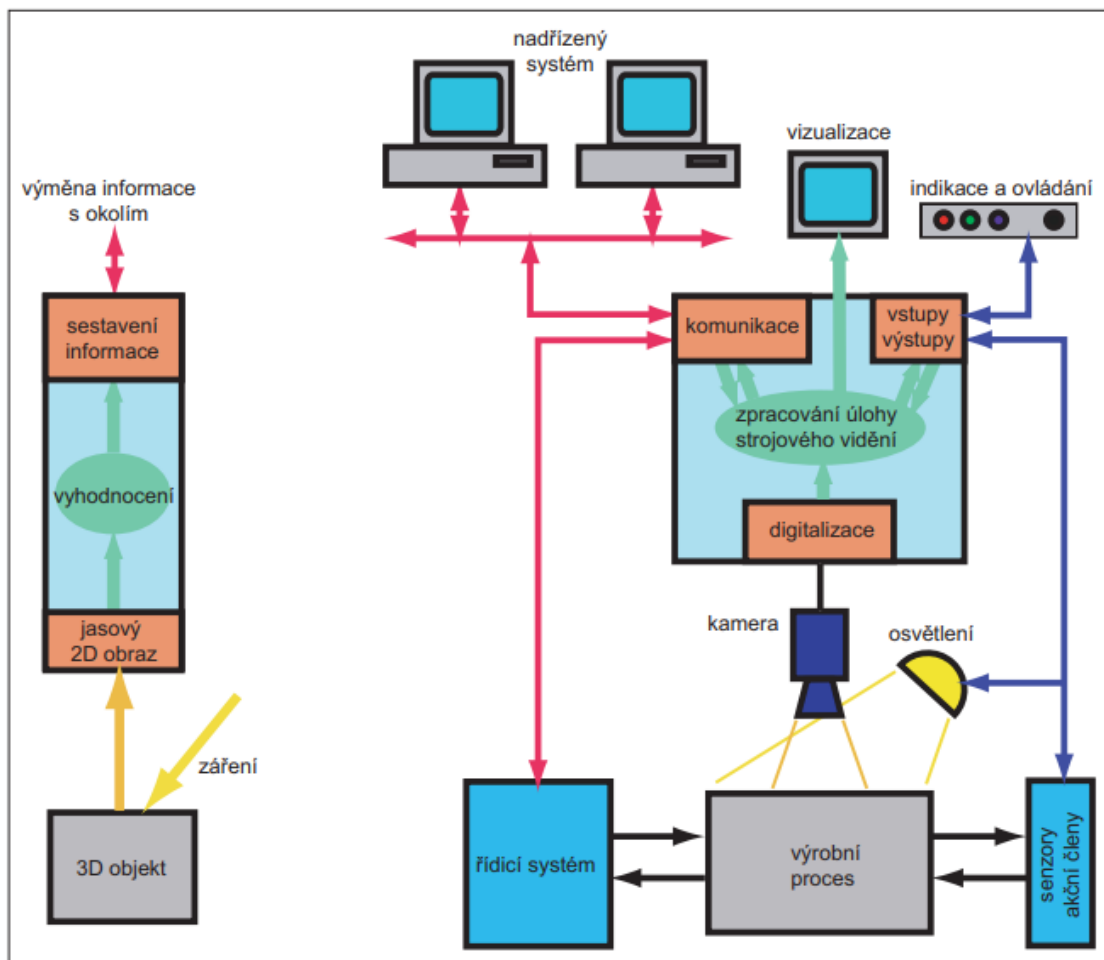 nadřízený
systém
vizualizace
indikace a ovládání
výměna informace
s okolím
sestavení
informace
vyhodnocení
jasový
2D obraz
záření
3D objekt
komunikace
vstupy
výstupy
zpracování úlohy
strojového vidění
digitalizace
kamera
osvětlení
řídicí systém
výrobní
proces
senzory
akční členy